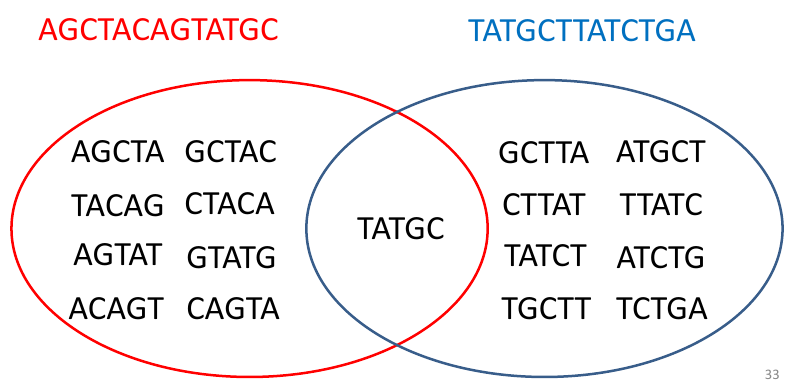 AGCTACAGTATGC TATGCTTATCTGA
AGCTA GCTAC GCTTA ATGCT
TACAG CTACA CTTAT TTATC
TATGC
AGTAT GTATG TATCT ATCTG
ACAGT CAGTA TGCTT TCTGA
33